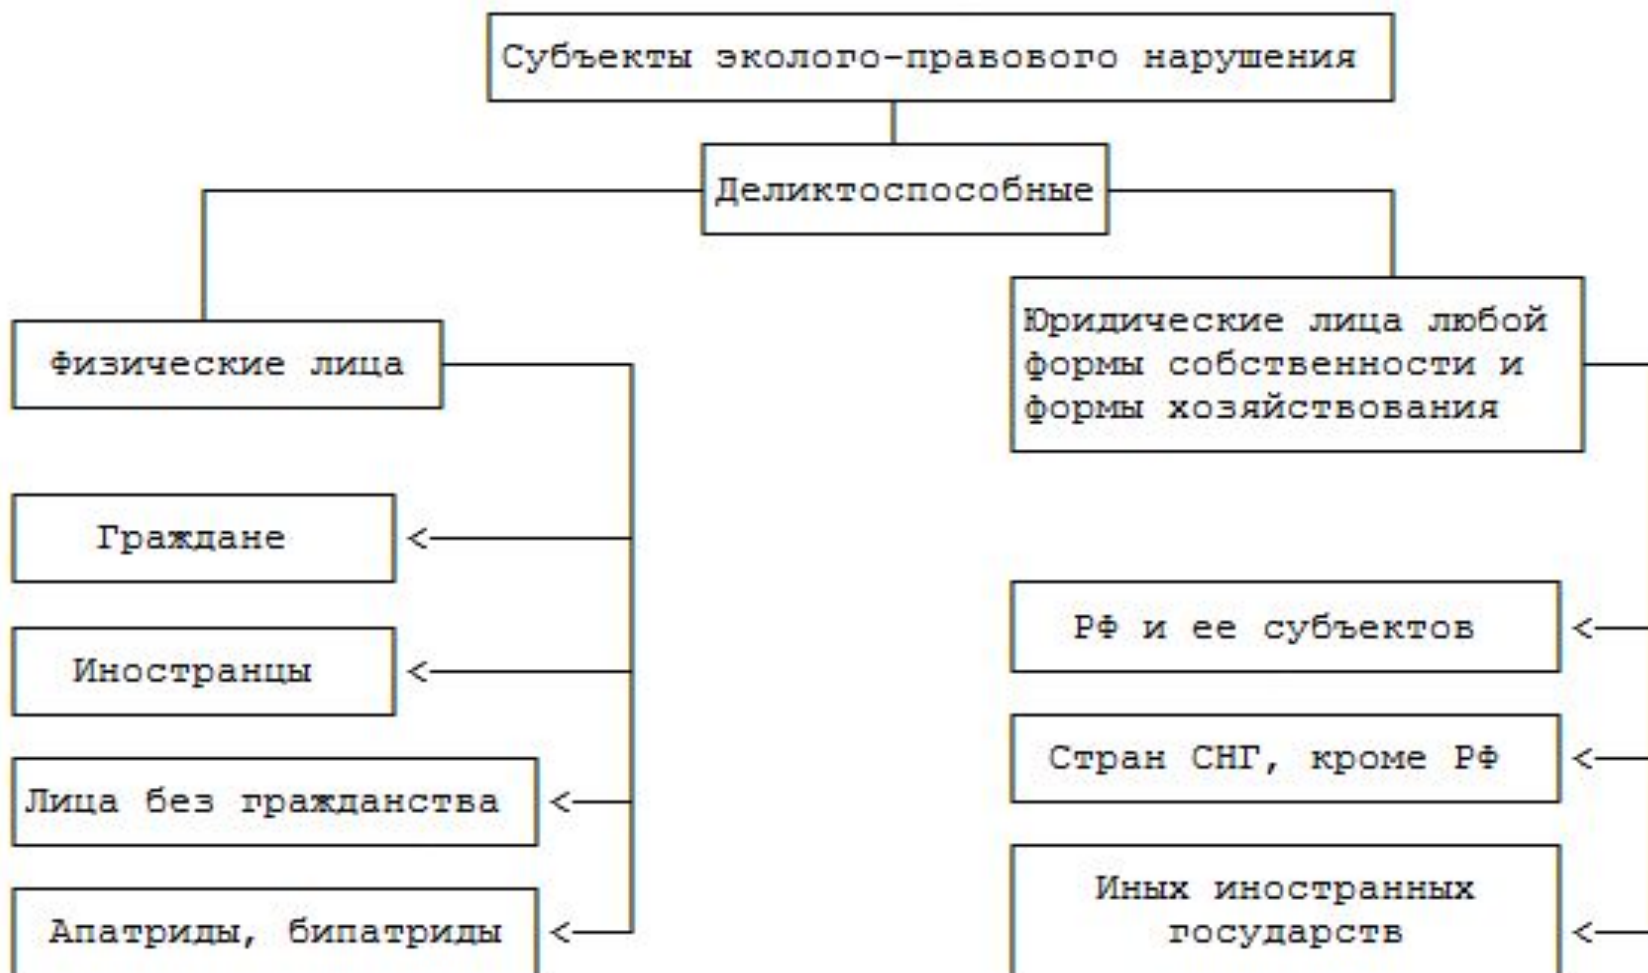 Субъекты эколого-правового нарушения
Деликтоспособные
Физические лица
Юридические лица любой
формы собственности и
формы хозяйствования
Граждане
Иностранцы
Лица без гражданства
Апатриды, бипатриды
РФ и ее субъектов
Стран СНГ, кроме РФ
Иных иностранных
государств